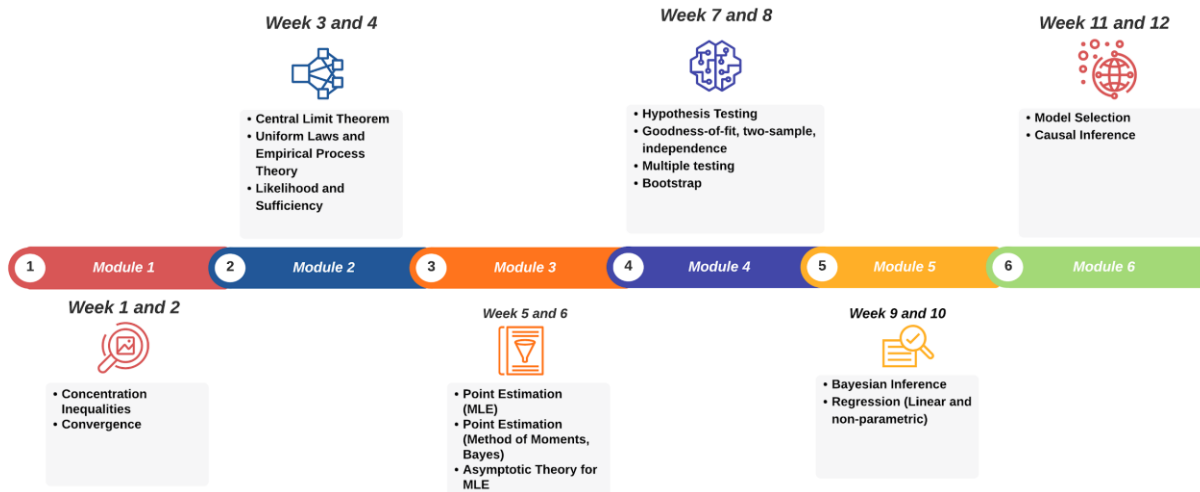 Week 3 and 4
• Central Limit Theorem
• Uniform Laws and
Empirical Process
Theory
• Likelihood and
Sufficiency
Week 7 and 8
• Hypothesis Testing
• Goodness-of-fit, two-sample,
independence
• Multiple testing
• Bootstrap
Week 11 and 12
• Model Selection
• Causal Inference
1 Module 1
2 Module 2
3 Module 3
4 Module 4
5 Module 5
6 Module 6
Week 1 and 2
• Concentration
Inequalities
• Convergence
Week 5 and 6
• Point Estimation
(MLE)
• Point Estimation
(Method of Moments,
Bayes)
• Asymptotic Theory for
MLE
Week 9 and 10
• Bayesian Inference
• Regression (Linear and
non-parametric)